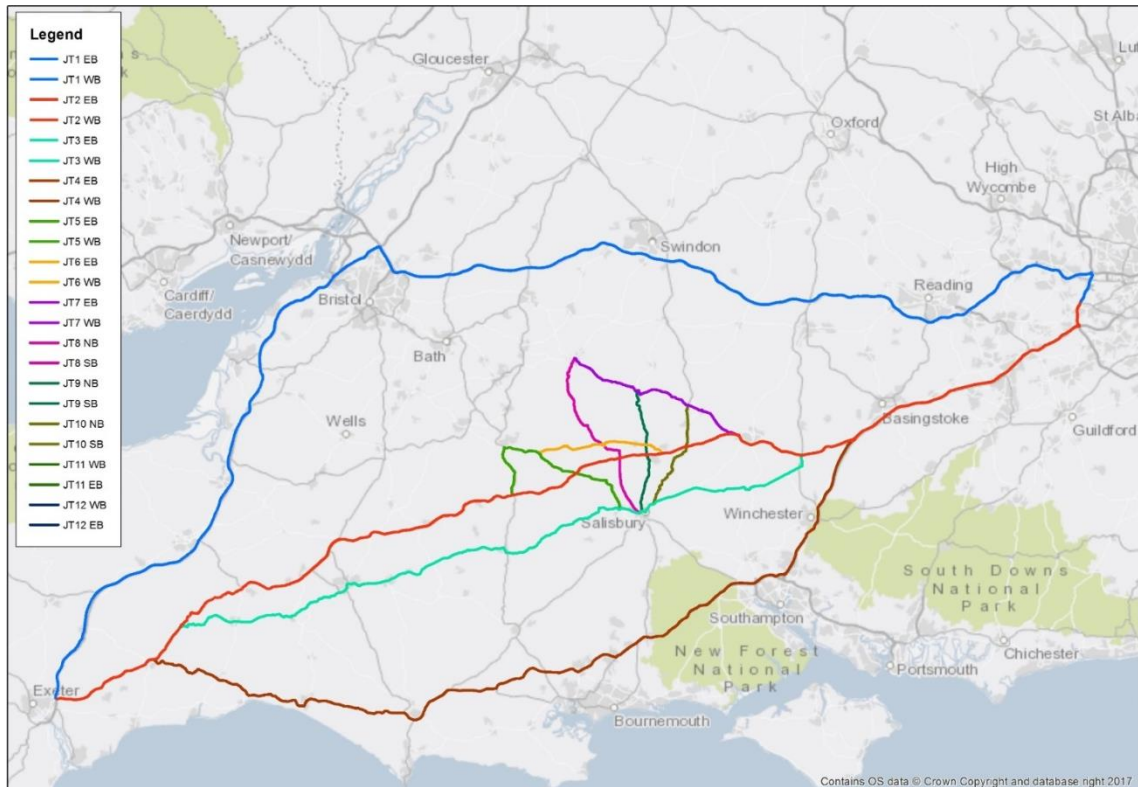 Legend
JT1 EB
JT1 WB
JT2 EB
JT2 WB
JT3 EB
JT3 WB
JT4 EB
JT4 WB
JT5 EB
JT5 WB
JT6 EB
JT6 WB
JT7 EB
JT7 WB
JT8 NB
JT8 SB
JT9 NB
JT9 SB
JT10 NB
JT10 SB
JT11 WB
JT11 EB
JT12 WB
JT12 EB
Gloucester
Oxford
St Alba
High
Wycombe
Newport/
Casnewydd
Swindon
Cardiff/
Caerdydd
Bristol
Reading
Bath
Wells
Basingstoke
Guildford
Salisbury
Winchester
South Downs
National
Park
Southampton
New Forest
National
Park
Chichester
Portsmouth
Exeter
Bournemouth
Contains OS data © Crown Copyright and database right 2017